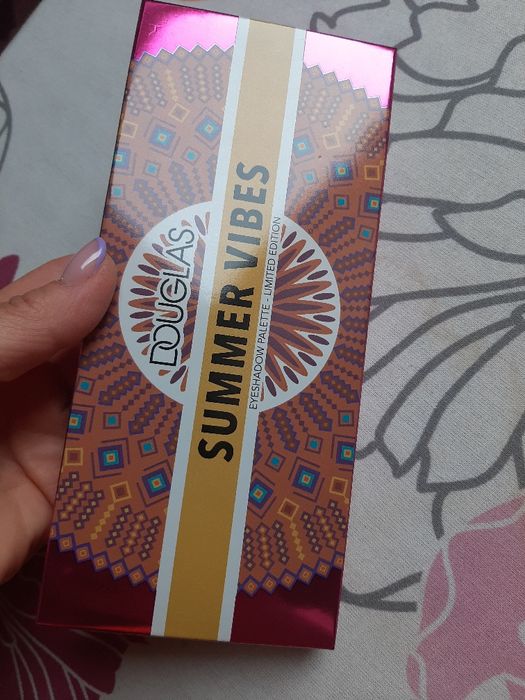 DOUGLAS
SUMMER VIBES
EYESHADOW PALETTE - LIMITED EDITION